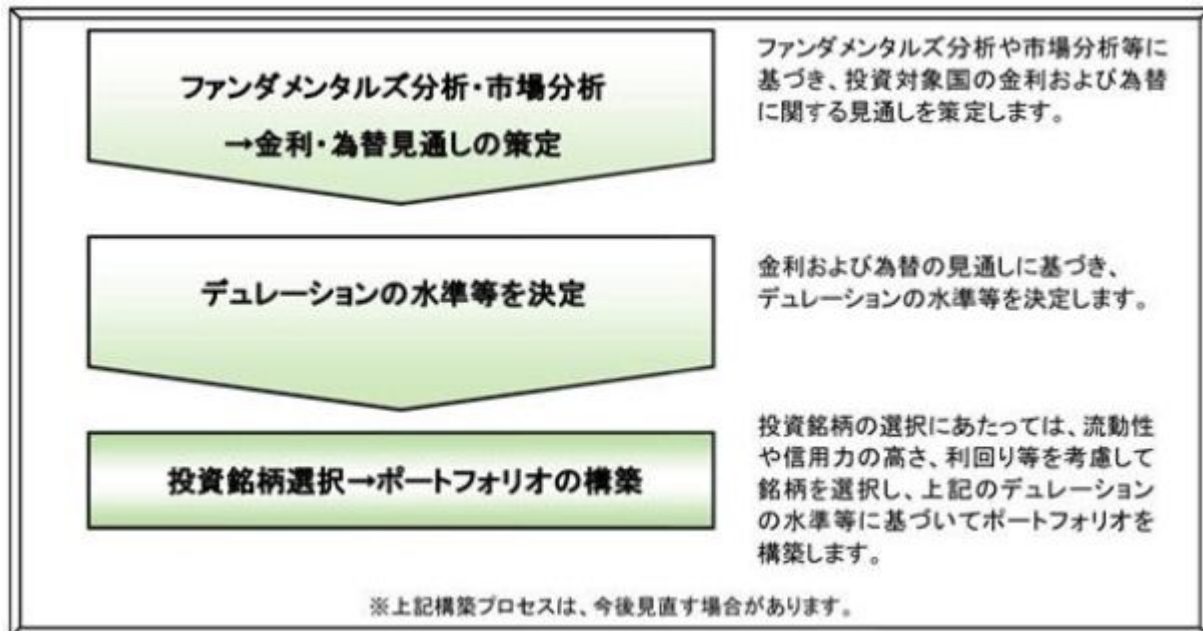 ファンダメンタルズ分析・市場分析
→金利・為替見通しの策定
ファンダメンタルズ分析や市場分析等に
基づき、投資対象国の金利および為替
に関する見通しを策定します。
デュレーションの水準等を決定
金利および為替の見通しに基づき、
デュレーションの水準等を決定します。
投資銘柄選択→ポートフォリオの構築
投資銘柄の選択にあたっては、流動性
や信用力の高さ、利回り等を考慮して
銘柄を選択し、上記のデュレーション
の水準等に基づいてポートフォリオを
構築します。
※上記構築プロセスは、今後見直す場合があります。